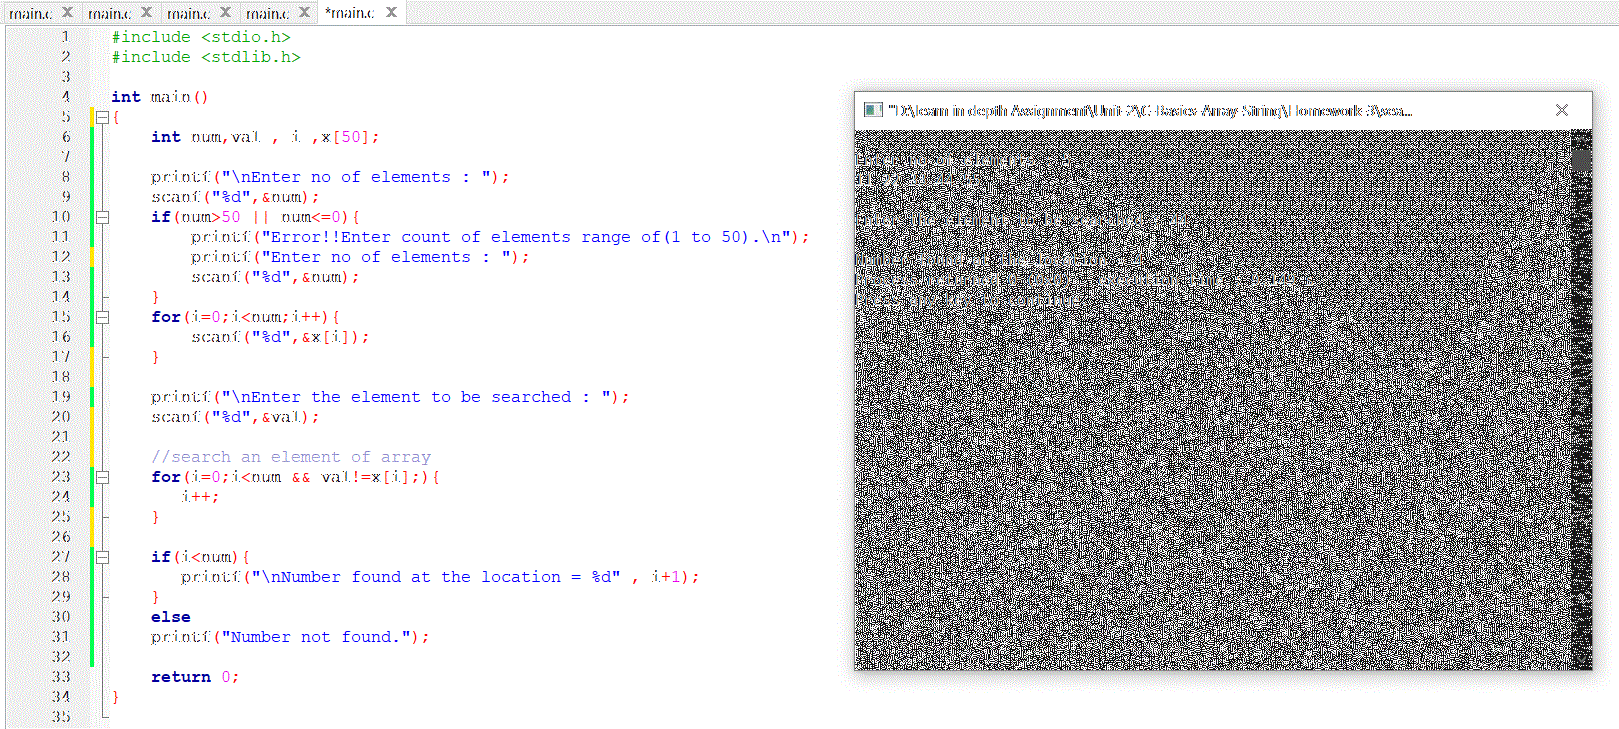 main.c main.c main.c main.c *main.c
1 #include <stdio.h>
2 #include <stdlib.h>
3
4 int main()
5 {
6 int num,val , i ,x[50];
7
8 printf("\nEnter no of elements : ");
9 scanf("%d",&num);
10 if(num>50 || num<=0){
11 printf("Error!!Enter count of elements range of(1 to 50).\n");
12 printf("Enter no of elements : ");
13 scanf("%d",&num);
14 }
15 for(i=0;i<num;i++){
16 scanf("%d",&x[i]);
17 }
18
19 printf("\nEnter the element to be searched : ");
20 scanf("%d",&val);
21
22 //search an element of array
23 for(i=0;i<num && val!=x[i];){
24 i++;
25 }
26
27 if(i<num){
28 printf("\nNumber found at the location = %d" , i+1);
29 }
30 else
31 printf("Number not found.");
32
33 return 0;
34 }
35
"D:\learn in depth Assignment\Unit-2\C-Basics-Array-String\Homework-3\sea...